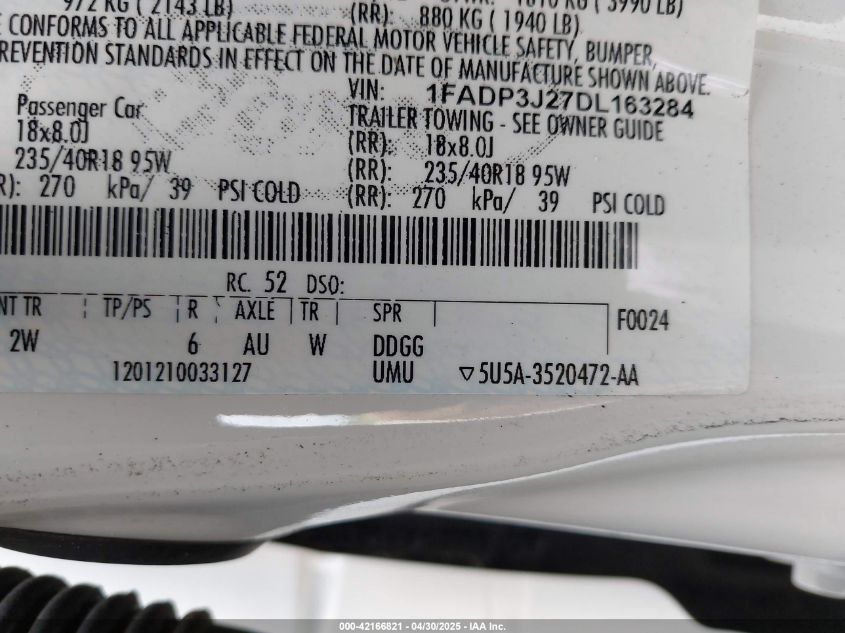 972 KG ( 2143 LB)
(RR): 880 KG ( 1940 LB)
CONFORMS TO ALL APPLICABLE FEDERAL MOTOR VEHICLE SAFETY, BUMPER,
PREVENTION STANDARDS IN EFFECT ON THE DATE OF MANUFACTURE SHOWN ABOVE.
VIN: 1FADP3J27DL163284
Passenger Car TRAILER TOWING - SEE OWNER GUIDE
18x8.0J (RR): 18x8.0J
235/40R18 95W (RR): 235/40R18 95W
R): 270 kPa/ 39 PSI COLD (RR): 270 kPa/ 39 PSI COLD
RC: 52 DSO:
NT TR TP/PS R AXLE TR SPR F0024
2W 6 AU W DDGG
1201210033127 UMU ▽5U5A-3520472-AA
000-42166821 / 04/30/2025 - IAA Inc.